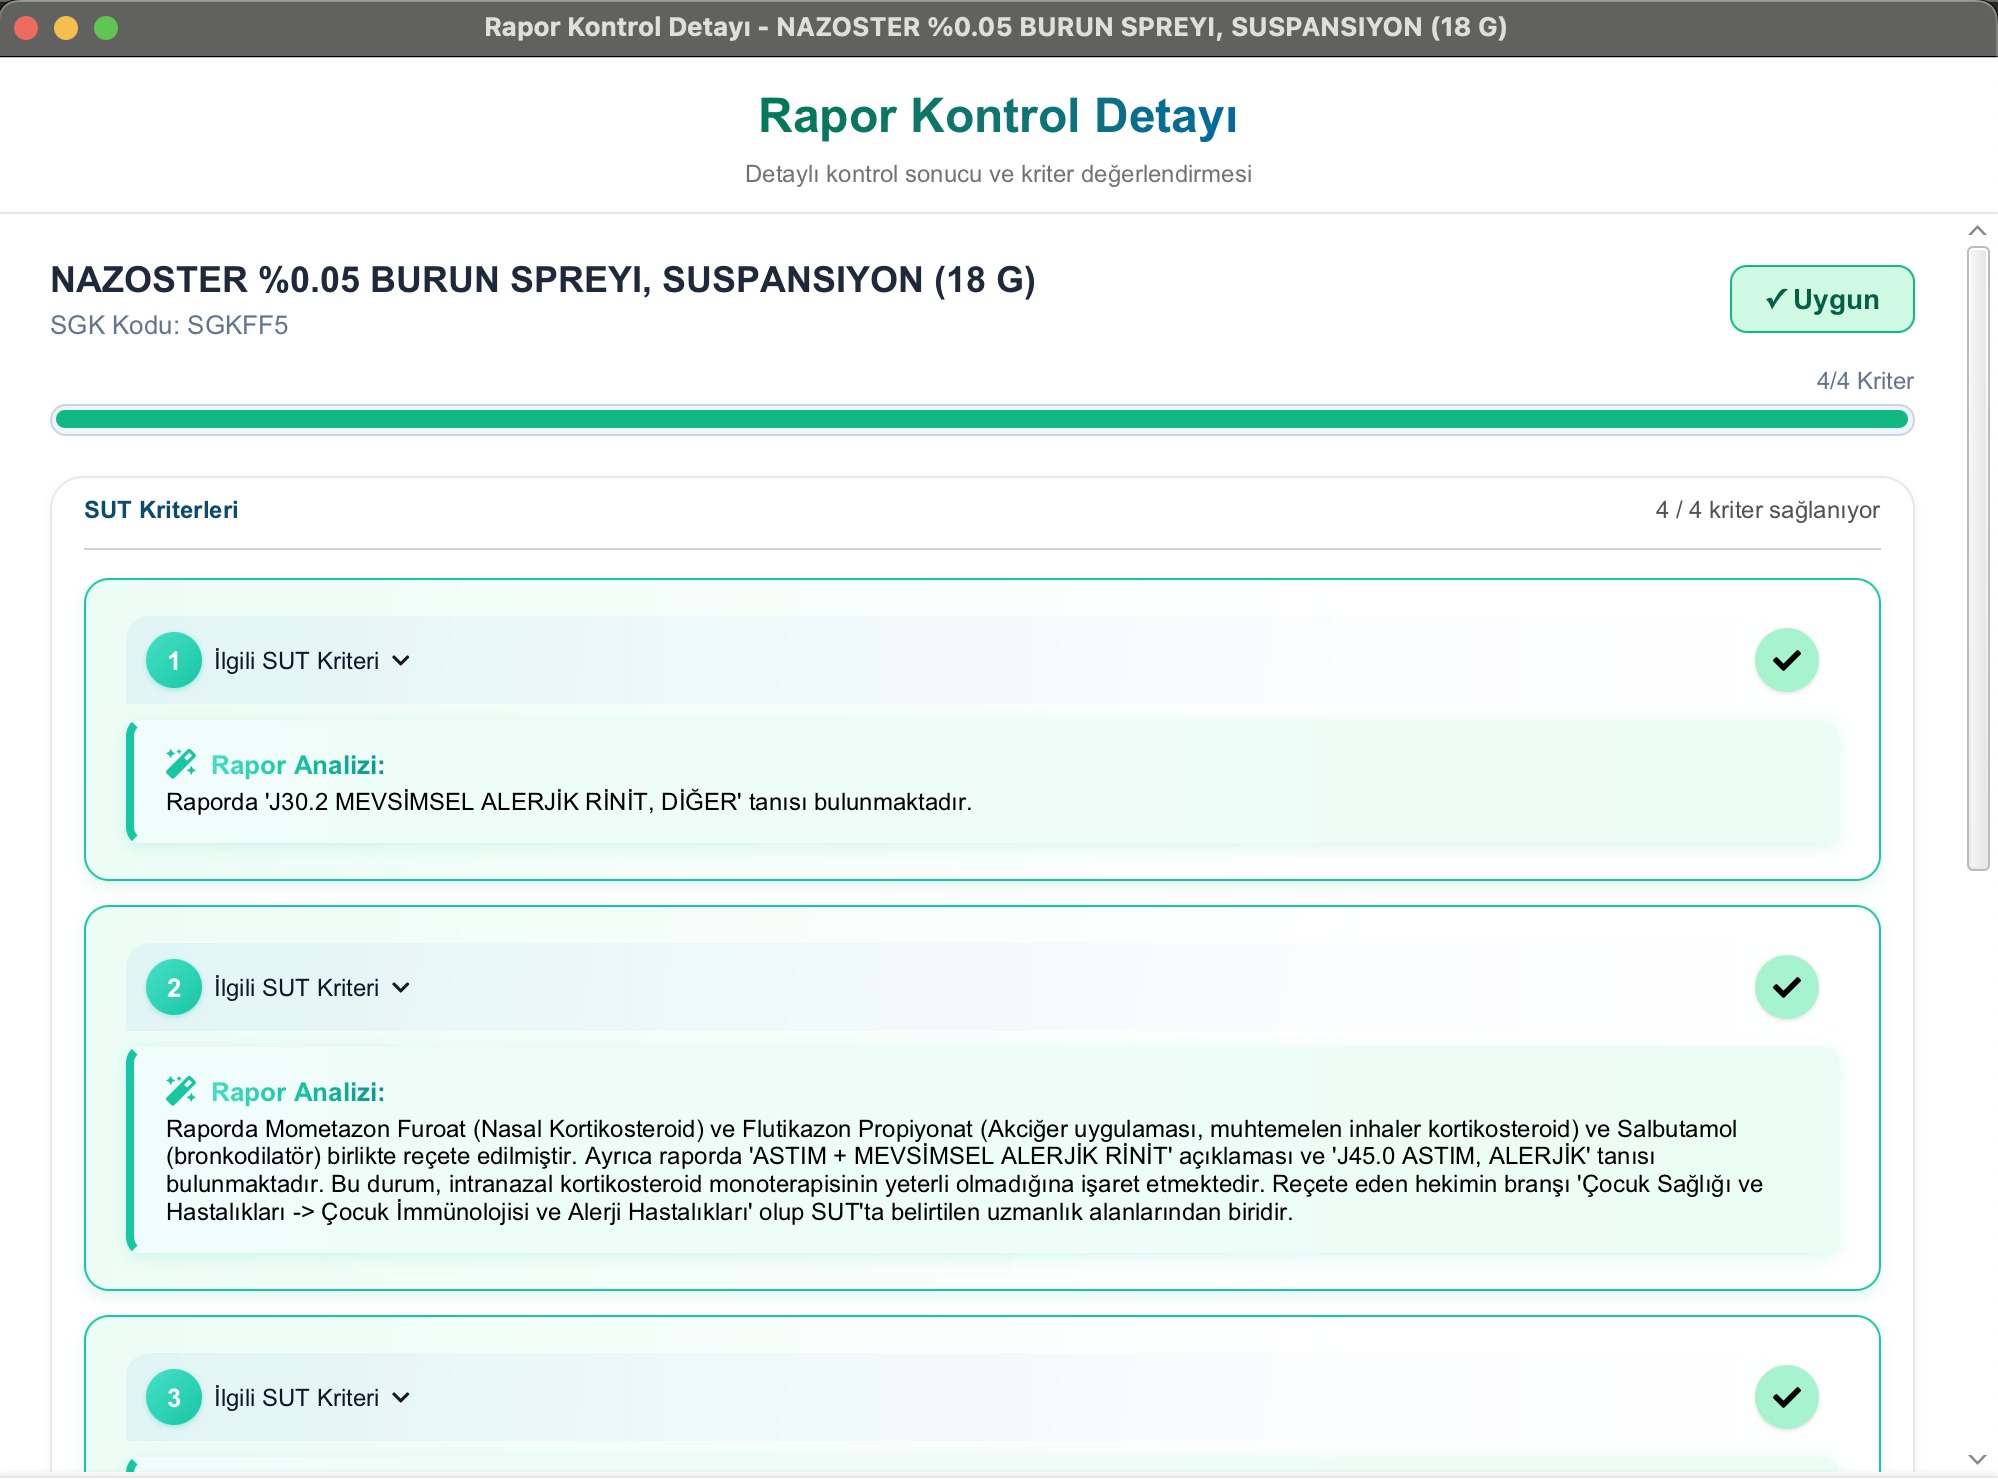 Rapor Kontrol Detayı - NAZOSTER %0.05 BURUN SPREYI, SUSPANSIYON (18 G)
Rapor Kontrol Detayı
Detaylı kontrol sonucu ve kriter değerlendirmesi
NAZOSTER %0.05 BURUN SPREYI, SUSPANSIYON (18 G)
SGK Kodu: SGKFF5
✓ Uygun
4/4 Kriter
SUT Kriterleri
4 / 4 kriter sağlanıyor
1 İlgili SUT Kriteri
Rapor Analizi:
Raporda 'J30.2 MEVSİMSEL ALERJİK RİNİT, DİĞER' tanısı bulunmaktadır.
2 İlgili SUT Kriteri
Rapor Analizi:
Raporda Mometazon Furoat (Nasal Kortikosteroid) ve Flutikazon Propiyonat (Akciğer uygulaması, muhtemelen inhaler kortikosteroid) ve Salbutamol
(bronkodilatör) birlikte reçete edilmiştir. Ayrıca raporda 'ASTIM + MEVSİMSEL ALERJİK RİNİT' açıklaması ve 'J45.0 ASTIM, ALERJİK' tanısı
bulunmaktadır. Bu durum, intranazal kortikosteroid monoterapisinin yeterli olmadığına işaret etmektedir. Reçete eden hekimin branşı 'Çocuk Sağlığı ve
Hastalıkları -> Çocuk İmmünolojisi ve Alerji Hastalıkları' olup SUT'ta belirtilen uzmanlık alanlarından biridir.
3 İlgili SUT Kriteri